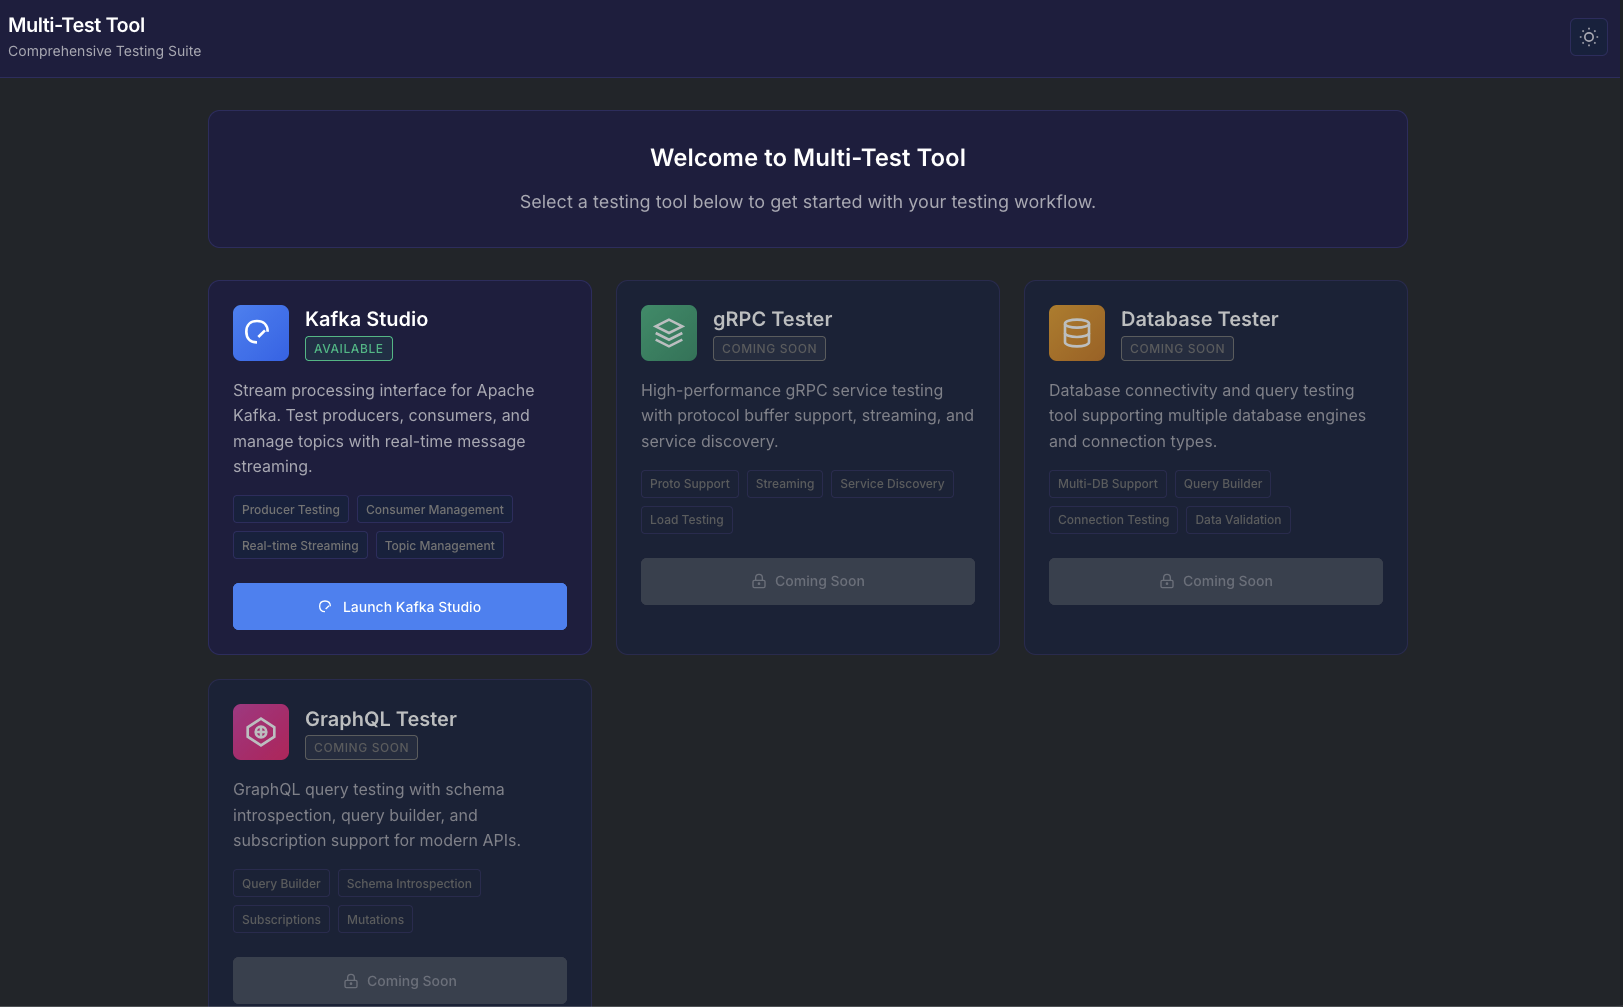 Multi-Test Tool
Comprehensive Testing Suite
Welcome to Multi-Test Tool
Select a testing tool below to get started with your testing workflow.
Kafka Studio
AVAILABLE
Stream processing interface for Apache
Kafka. Test producers, consumers, and
manage topics with real-time message
streaming.
Producer Testing
Consumer Management
Real-time Streaming
Topic Management
Launch Kafka Studio
gRPC Tester
COMING SOON
High-performance gRPC service testing
with protocol buffer support, streaming, and
service discovery.
Proto Support
Streaming
Service Discovery
Load Testing
Coming Soon
Database Tester
COMING SOON
Database connectivity and query testing
tool supporting multiple database engines
and connection types.
Multi-DB Support
Query Builder
Connection Testing
Data Validation
Coming Soon
GraphQL Tester
COMING SOON
GraphQL query testing with schema
introspection, query builder, and
subscription support for modern APIs.
Query Builder
Schema Introspection
Subscriptions
Mutations
Coming Soon